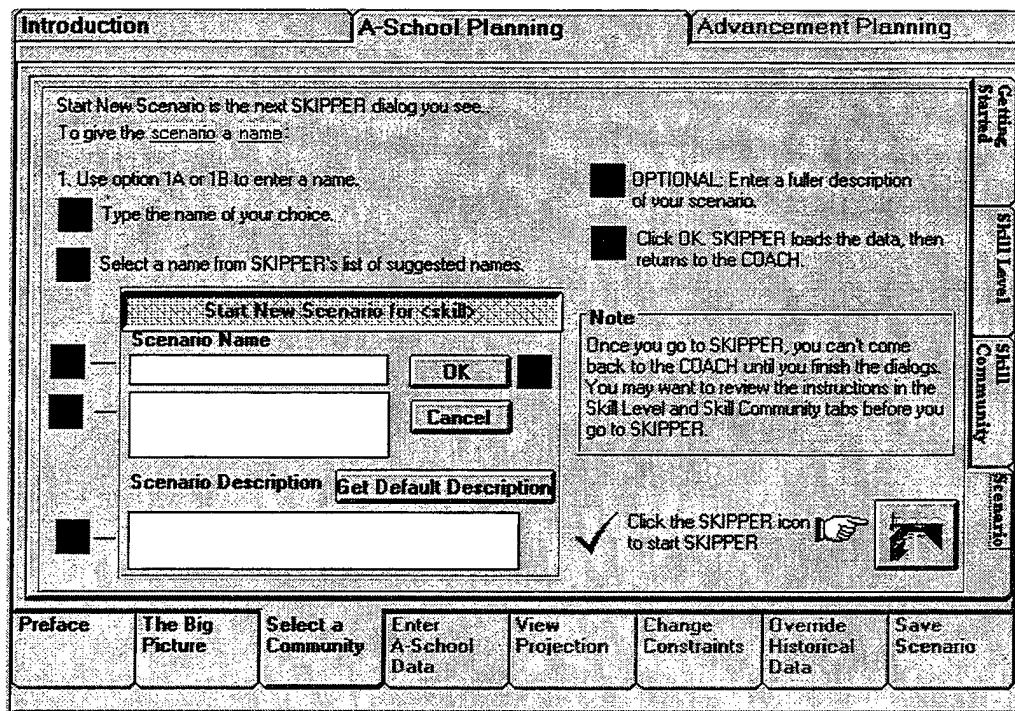 Introduction
A-School Planning
Advancement Planning
Start New Scenario is the next SKIPPER dialog you see.
To give the scenario a name:
1. Use option 1A or 1B to enter a name.
Type the name of your choice.
Select a name from SKIPPER's list of suggested names.
OPTIONAL: Enter a fuller description
of your scenario.
Click OK. SKIPPER loads the data, then
returns to the COACH.
Start New Scenario for <skill>
Scenario Name
OK
Cancel
Scenario Description
Get Default Description
Note
Once you go to SKIPPER, you can't come
back to the COACH until you finish the dialogs.
You may want to review the instructions in the
Skill Level and Skill Community tabs before you
go to SKIPPER.
Click the SKIPPER icon
to start SKIPPER
Getting
Started
Skill Level
Skill
Community
Scenario
Preface
The Big
Picture
Select a
Community
Enter
A-School
Data
View
Projection
Change
Constraints
Override
Historical
Data
Save
Scenario